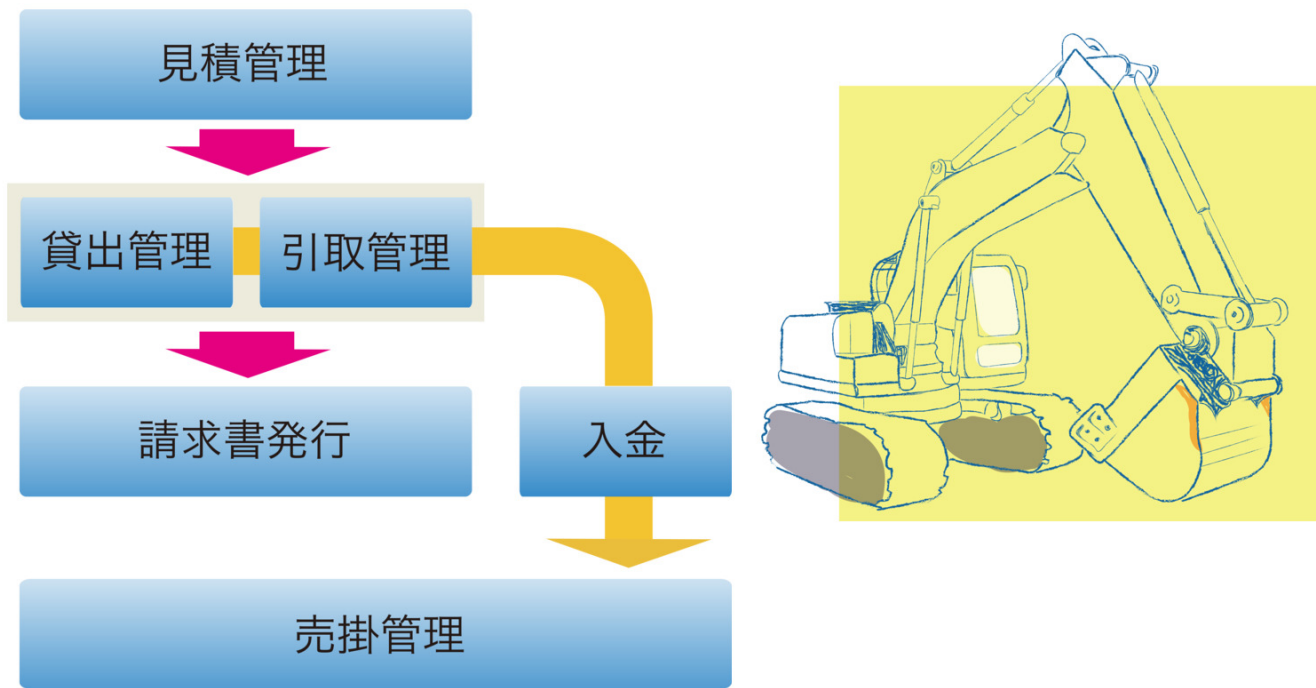 見積管理
貸出管理
引取管理
請求書発行
入金
売掛管理